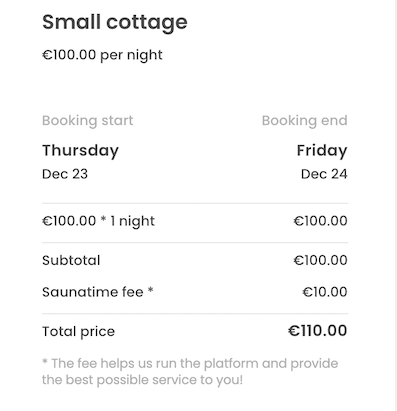 Small cottage
€100.00 per night
Booking start Booking end
Thursday Friday
Dec 23 Dec 24
€100.00 * 1 night €100.00
Subtotal €100.00
Saunatime fee * €10.00
Total price €110.00
* The fee helps us run the platform and provide
the best possible service to you!